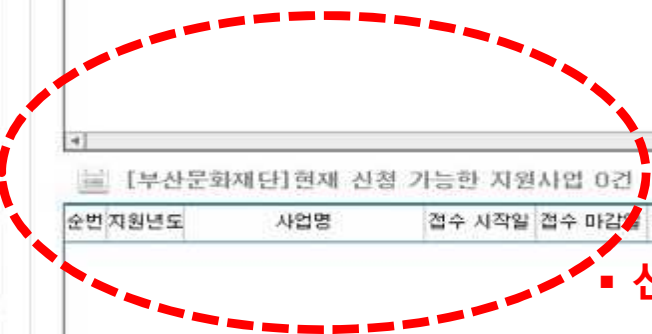 [부산문화재단]현재 신청 가능한 지원사업 0건
순번 지원년도 사업명 접수 시작일 접수 마감일